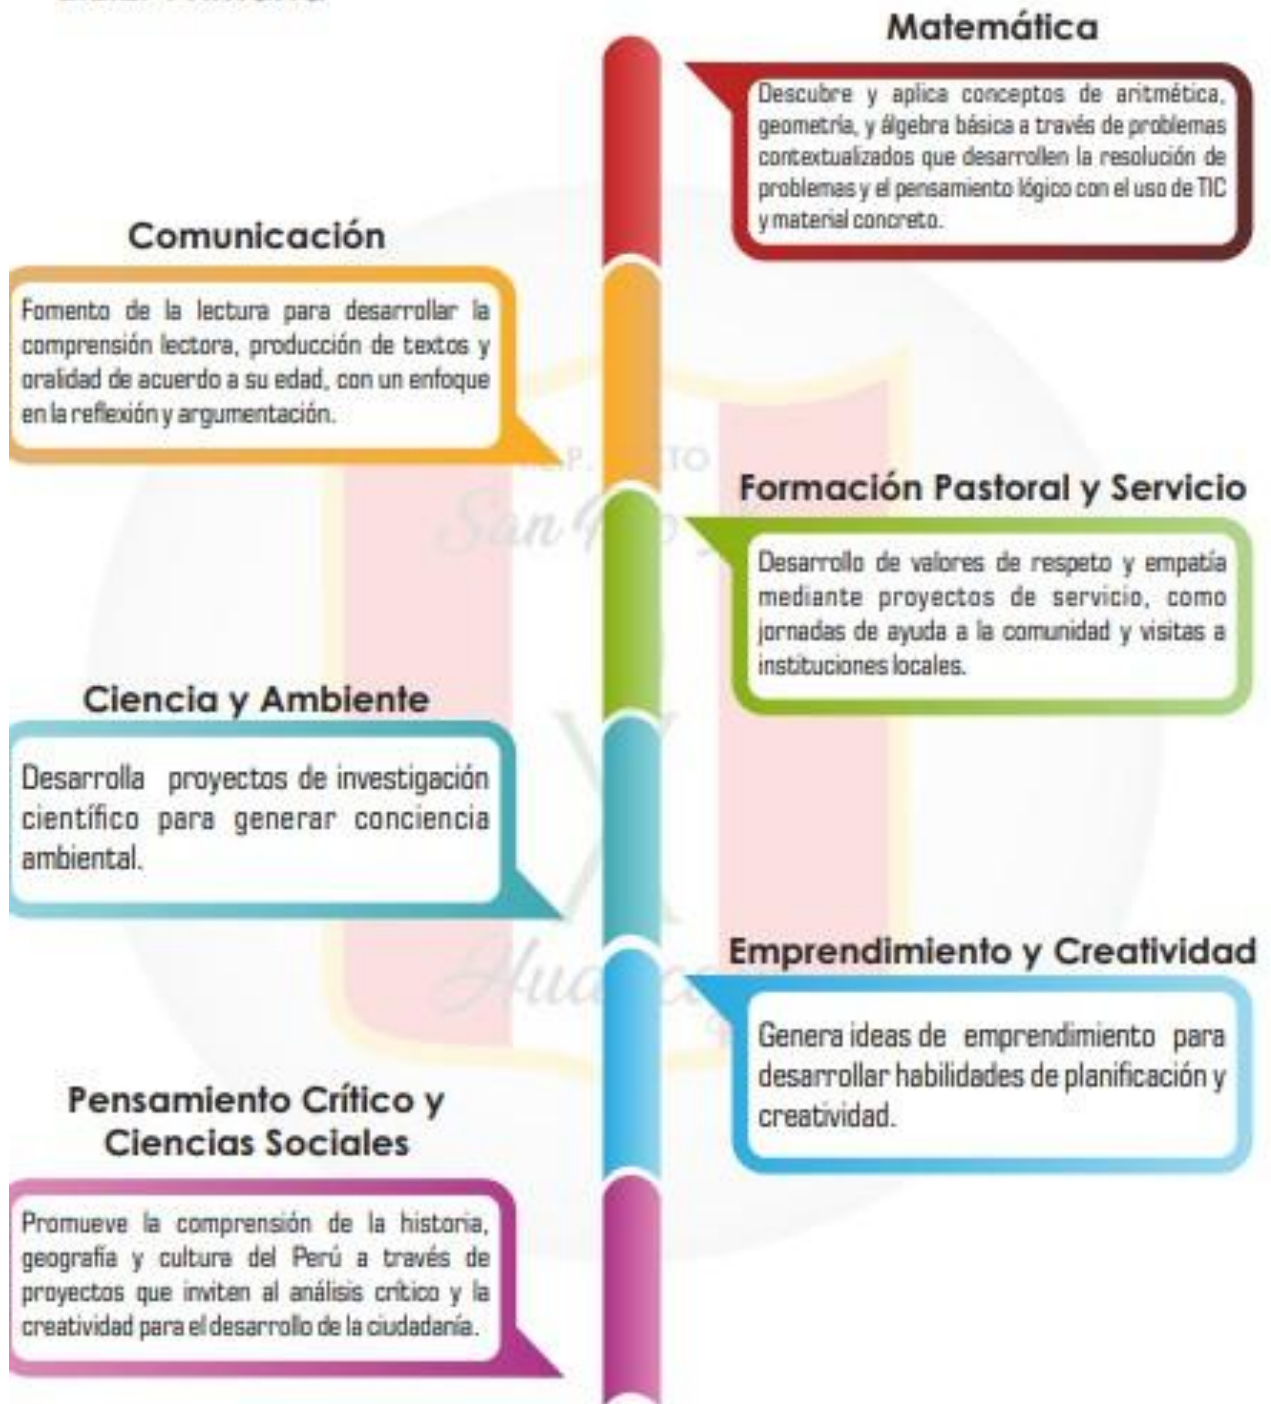 Matemática
Descubre y aplica conceptos de aritmética,
geometría, y álgebra básica a través de problemas
contextualizados que desarrollen la resolución de
problemas y el pensamiento lógico con el uso de TIC
y material concreto.
Comunicación
Fomento de la lectura para desarrollar la
comprensión lectora, producción de textos y
oralidad de acuerdo a su edad, con un enfoque
en la reflexión y argumentación.
Formación Pastoral y Servicio
Desarrollo de valores de respeto y empatía
mediante proyectos de servicio, como
jornadas de ayuda a la comunidad y visitas a
instituciones locales.
Ciencia y Ambiente
Desarrolla proyectos de investigación
científico para generar conciencia
ambiental.
Emprendimiento y Creatividad
Genera ideas de emprendimiento para
desarrollar habilidades de planificación y
creatividad.
Pensamiento Crítico y
Ciencias Sociales
Promueve la comprensión de la historia,
geografía y cultura del Perú a través de
proyectos que inviten al análisis crítico y la
creatividad para el desarrollo de la ciudadanía.
San
X